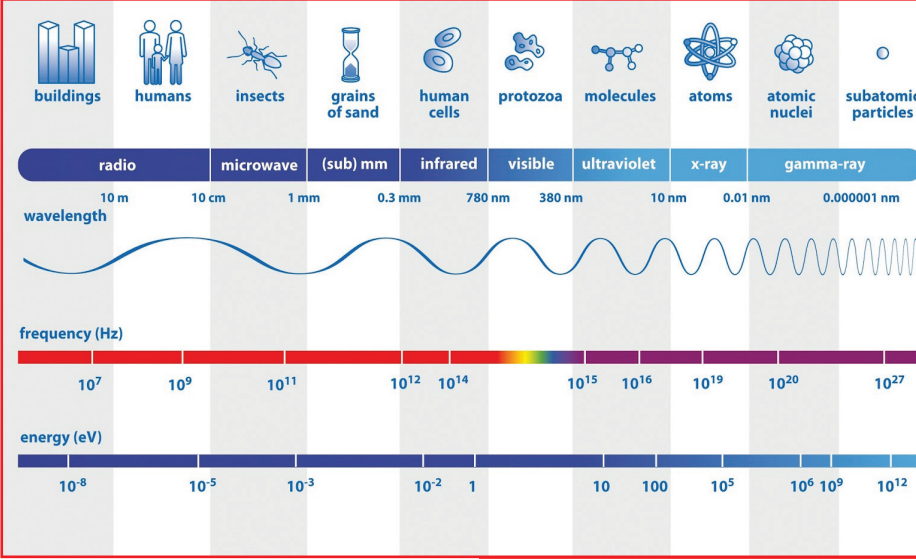 buildings humans insects grains of sand human cells protozoa molecules atoms atomic nuclei subatomic particles
radio microwave (sub) mm infrared visible ultraviolet x-ray gamma-ray
10 m 10 cm 1 mm 0.3 mm 780 nm 380 nm 10 nm 0.01 nm 0.000001 nm
wavelength
frequency (Hz)
10⁷ 10⁹ 10¹¹ 10¹² 10¹⁴ 10¹⁵ 10¹⁶ 10¹⁹ 10²⁰ 10²⁷
energy (eV)
10⁻⁸ 10⁻⁵ 10⁻³ 10⁻² 1 10 100 10⁵ 10⁶ 10⁹ 10¹²